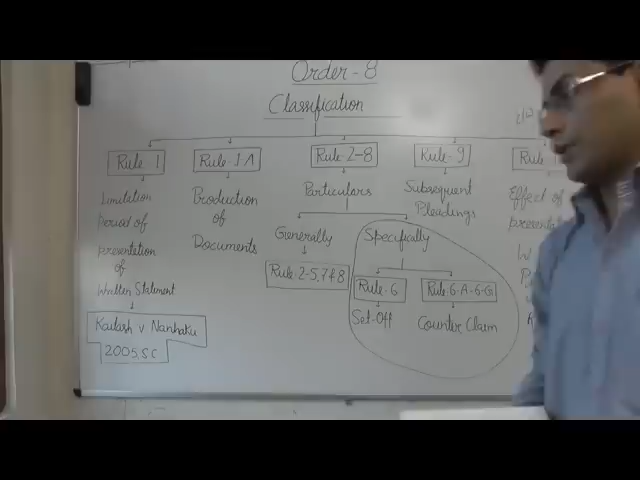 Order-8
Classification
Rule 1
Rule-1A
Rule 2-8
Rule-9
Rule
Limitation
Period of
presentation
of
Written Statement
Kailash v Nanhaku
2005.SC
Production
of
Documents
Particulars
Generally
Rule.2-5,7&8
Specifically
Rule-6
Set-Off
Rule.6-A-6-G
Counter Claim
Subsequent
Pleadings
Effect of